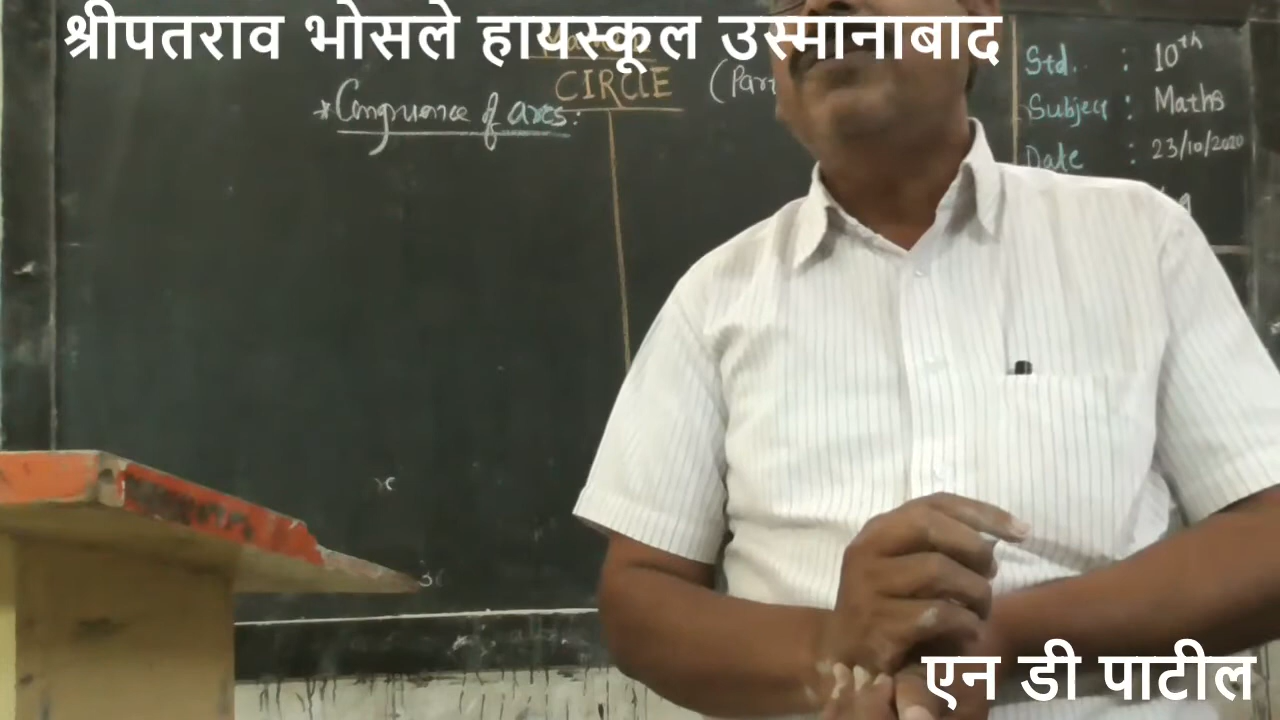 श्रीपतराव भोसले हायस्कूल उस्मानाबाद
CIRCLE
* Congruence of arcs:
Std. : 10th
Subject : Maths
Date : 23/10/2020
एन डी पाटील